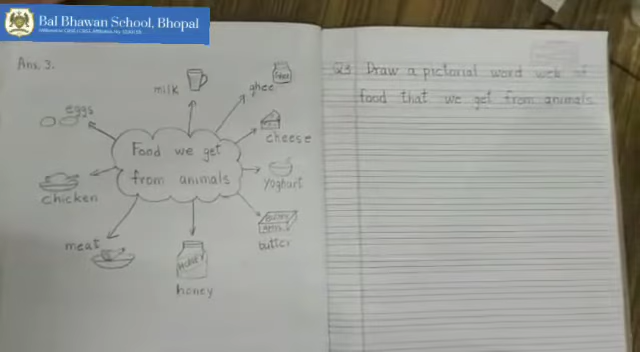 Bal Bhawan School, Bhopal
Ans. 3.
milk
ghee
eggs
cheese
Food we get
from animals
yoghurt
chicken
butter
meat
HONEY
honey
Q3 Draw a pictorial word web of
food that we get from animals.